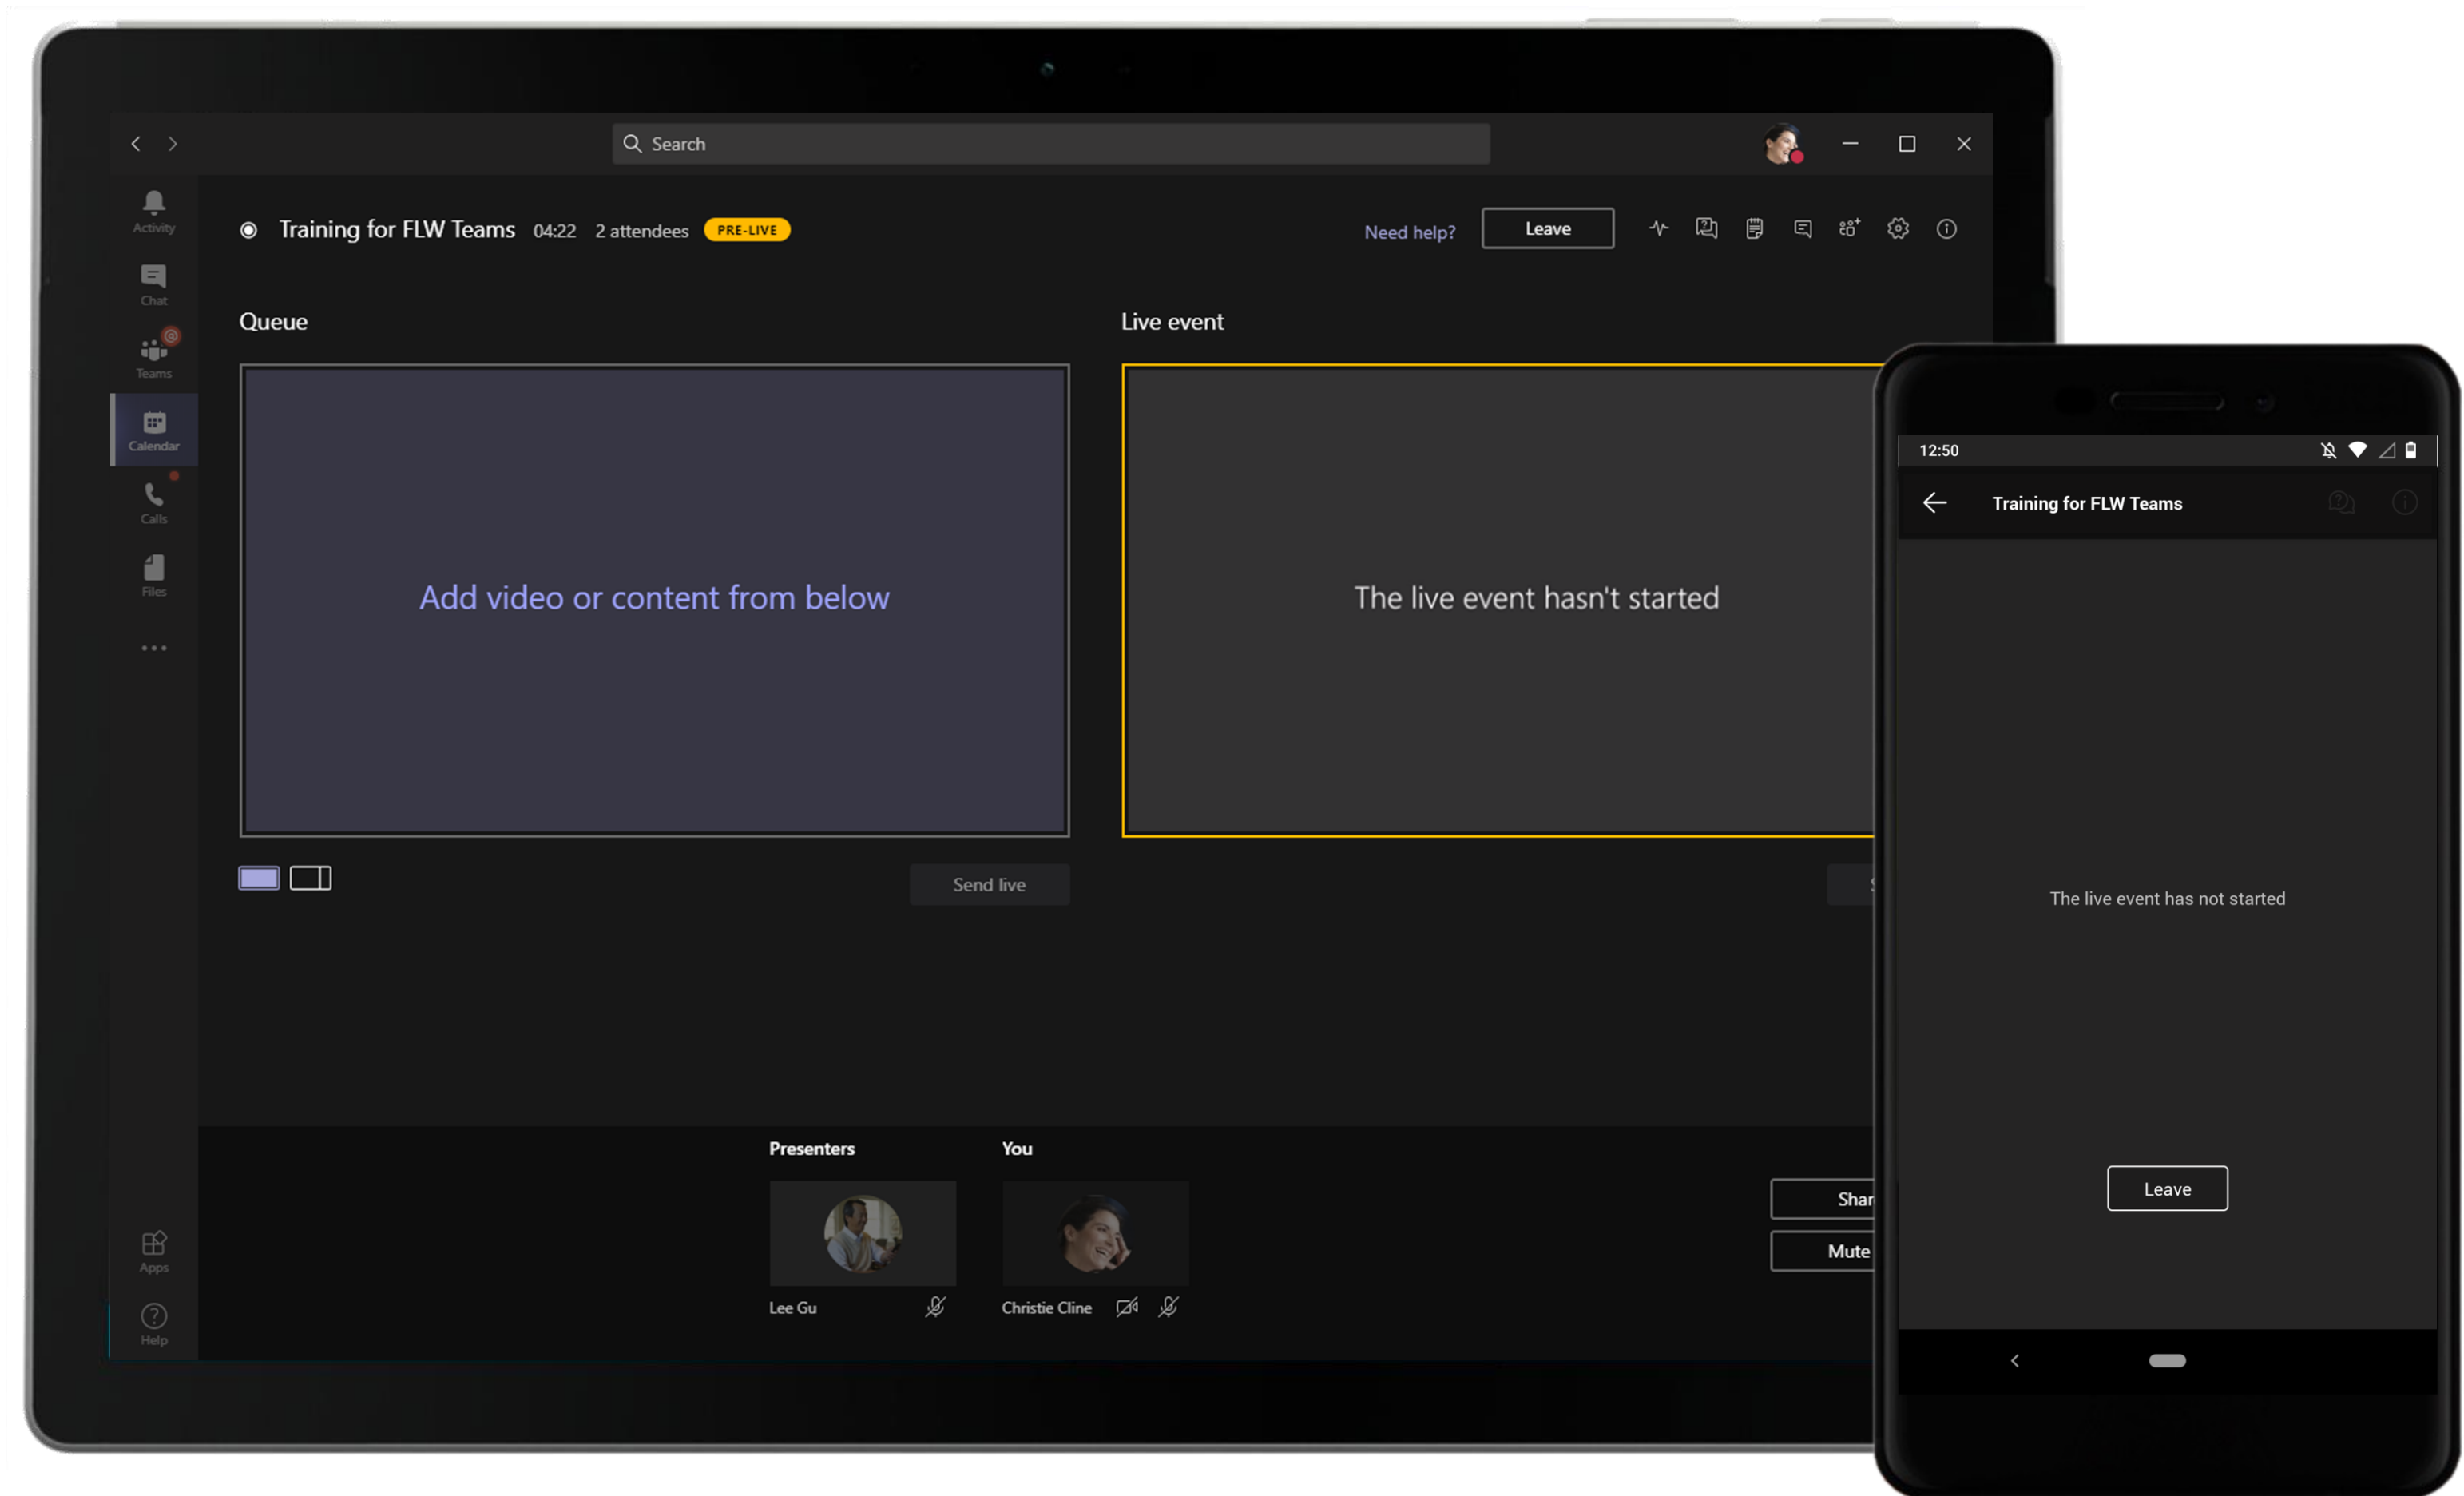 Search
Activity
Chat
Teams
Calendar
Calls
Files
Apps
Help
Training for FLW Teams 04:22 2 attendees PRE-LIVE
Need help? Leave
Queue
Live event
Add video or content from below
The live event hasn't started
Send live
Presenters
You
Lee Gu
Christie Cline
Mute
12:50
Training for FLW Teams
The live event has not started
Leave